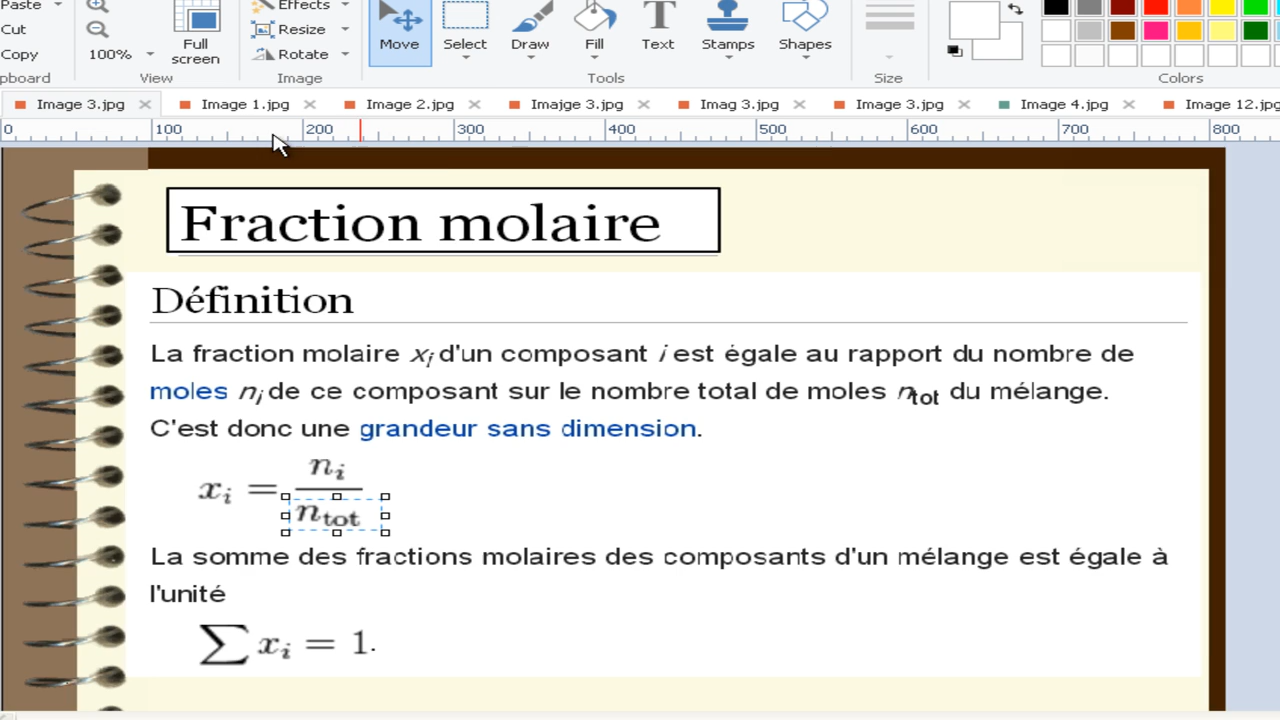 Paste Effects
Cut Resize
Copy 100% Full screen Rotate Move Select Draw Fill Text Stamps Shapes
pboard View Image Tools Size Colors
Image 3.jpg Image 1.jpg Image 2.jpg Imajge 3.jpg Imag 3.jpg Image 3.jpg Image 4.jpg Image 12.jpg
0 100 200 300 400 500 600 700 800
Fraction molaire
Définition
La fraction molaire xᵢ d'un composant i est égale au rapport du nombre de
moles nᵢ de ce composant sur le nombre total de moles ntot du mélange.
C'est donc une grandeur sans dimension.
xᵢ = nᵢ / ntot
La somme des fractions molaires des composants d'un mélange est égale à
l'unité
∑ xᵢ = 1.